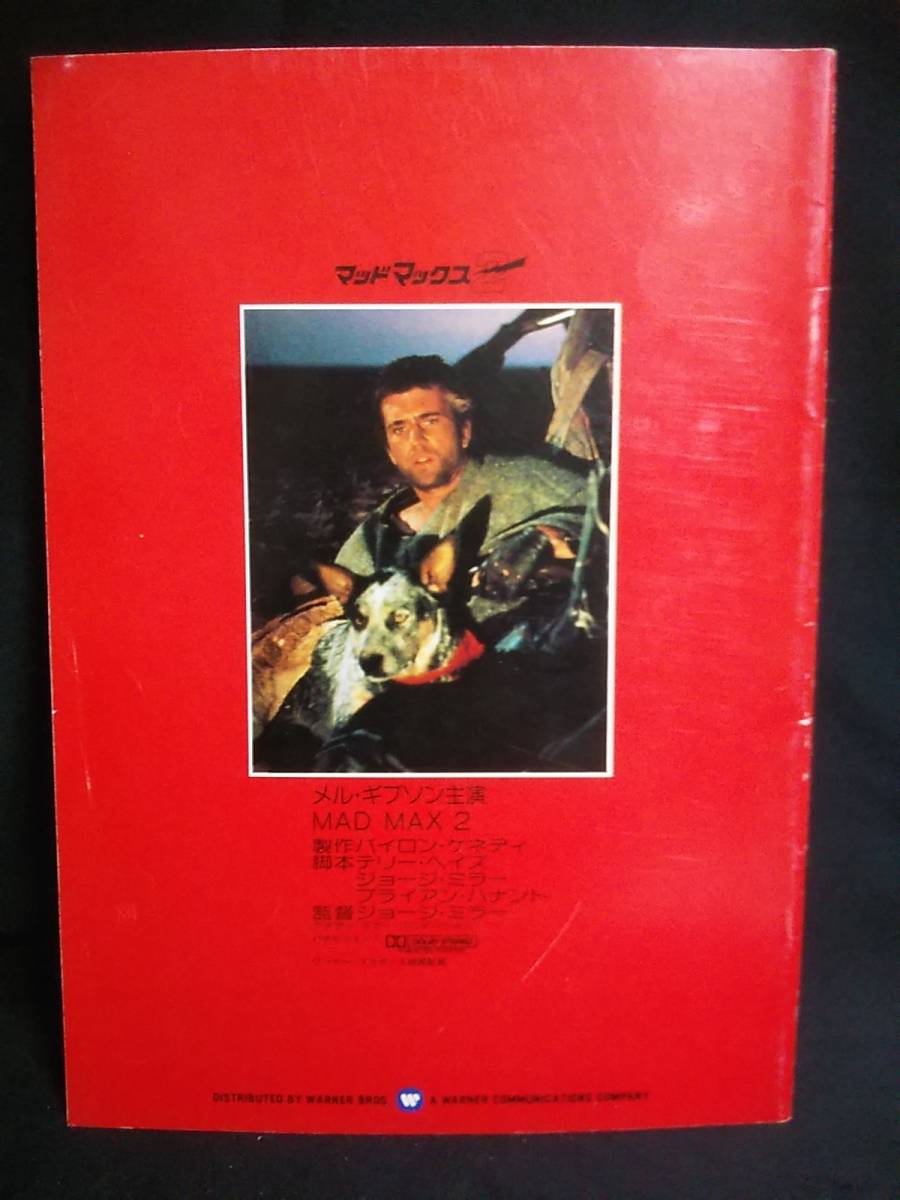 マッドマックス2
メル・ギブソン主演
MAD MAX 2
製作バイロン・ケネディ
脚本テリー・ヘイズ
ジョージ・ミラー
ブライアン・ハナント
監督ジョージ・ミラー
DOLBY STEREO
DISTRIBUTED BY WARNER BROS W A WARNER COMMUNICATIONS COMPANY